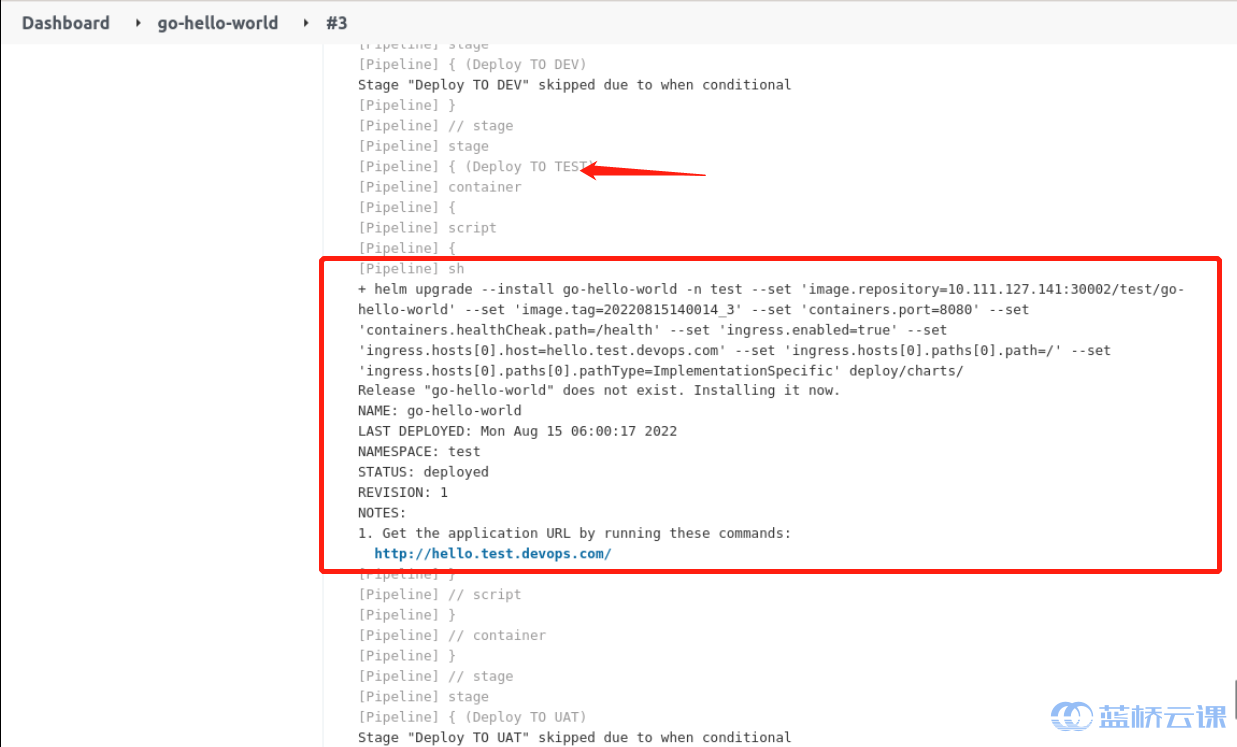 Dashboard ▸ go-hello-world ▸ #3
[Pipeline] stage
[Pipeline] { (Deploy TO DEV)
Stage "Deploy TO DEV" skipped due to when conditional
[Pipeline] }
[Pipeline] // stage
[Pipeline] stage
[Pipeline] { (Deploy TO TEST)
[Pipeline] container
[Pipeline] {
[Pipeline] script
[Pipeline] {
[Pipeline] sh
+ helm upgrade --install go-hello-world -n test --set 'image.repository=10.111.127.141:30002/test/go-
hello-world' --set 'image.tag=20220815140014_3' --set 'containers.port=8080' --set
'containers.healthCheak.path=/health' --set 'ingress.enabled=true' --set
'ingress.hosts[0].host=hello.test.devops.com' --set 'ingress.hosts[0].paths[0].path=/' --set
'ingress.hosts[0].paths[0].pathType=ImplementationSpecific' deploy/charts/
Release "go-hello-world" does not exist. Installing it now.
NAME: go-hello-world
LAST DEPLOYED: Mon Aug 15 06:00:17 2022
NAMESPACE: test
STATUS: deployed
REVISION: 1
NOTES:
1. Get the application URL by running these commands:
http://hello.test.devops.com/
[Pipeline] }
[Pipeline] // script
[Pipeline] }
[Pipeline] // container
[Pipeline] }
[Pipeline] // stage
[Pipeline] stage
[Pipeline] { (Deploy TO UAT)
Stage "Deploy TO UAT" skipped due to when conditional
蓝桥云课